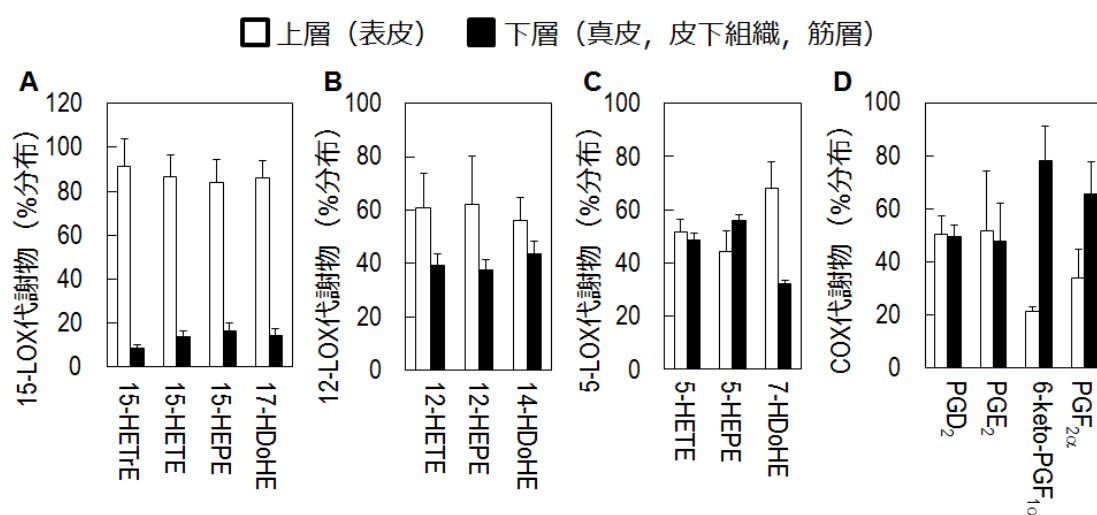 上層（表皮） 下層（真皮，皮下組織，筋層）
A
15-LOX代謝物 （%分布）
120
100
80
60
40
20
0
15-HETrE
15-HETE
15-HEPE
17-HDoHE
B
12-LOX代謝物 （%分布）
100
80
60
40
20
0
12-HETE
12-HEPE
14-HDoHE
C
5-LOX代謝物 （%分布）
100
80
60
40
20
0
5-HETE
5-HEPE
7-HDoHE
D
COX代謝物 （%分布）
100
80
60
40
20
0
PGD2
PGE2
6-keto-PGF1α
PGF2α